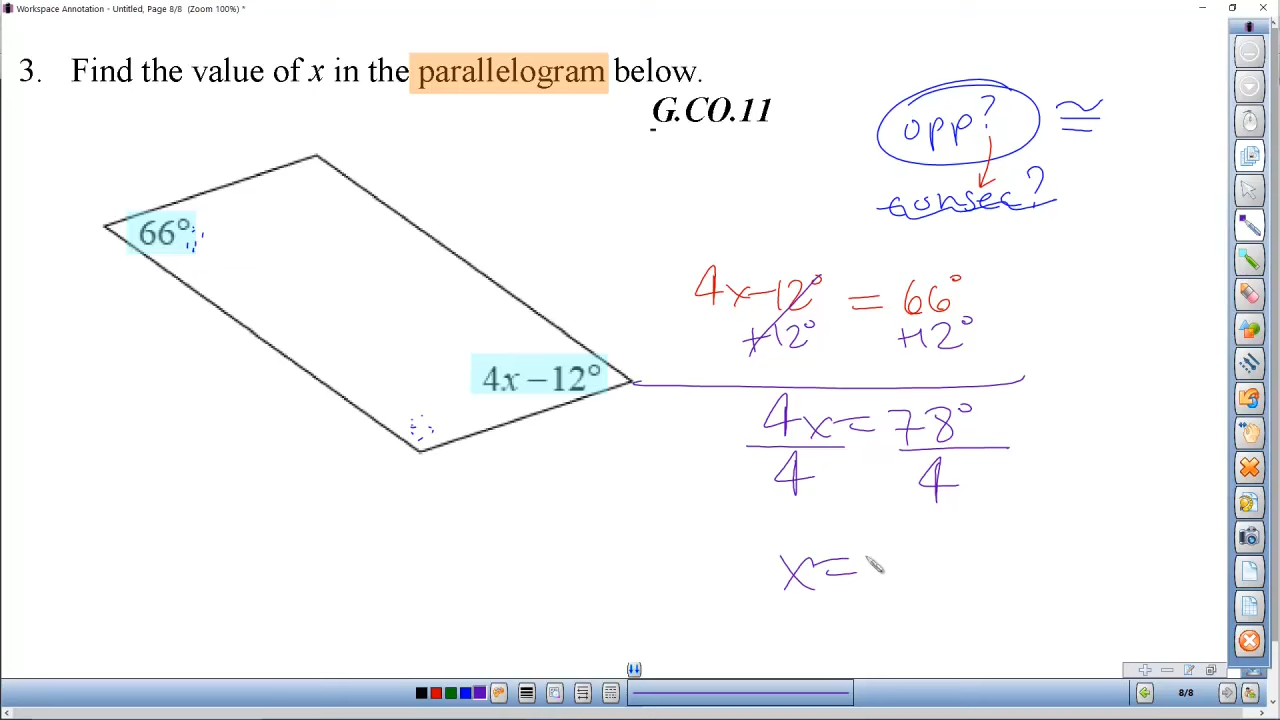 Workspace Annotation - Untitled, Page 8/8 (Zoom 100%) *
3. Find the value of x in the parallelogram below.
G.CO.11
opp? ≅
consec?
66°
4x − 12°
4x − 12° = 66°
+12° +12°
4x = 78°
4 4
x =
8/8